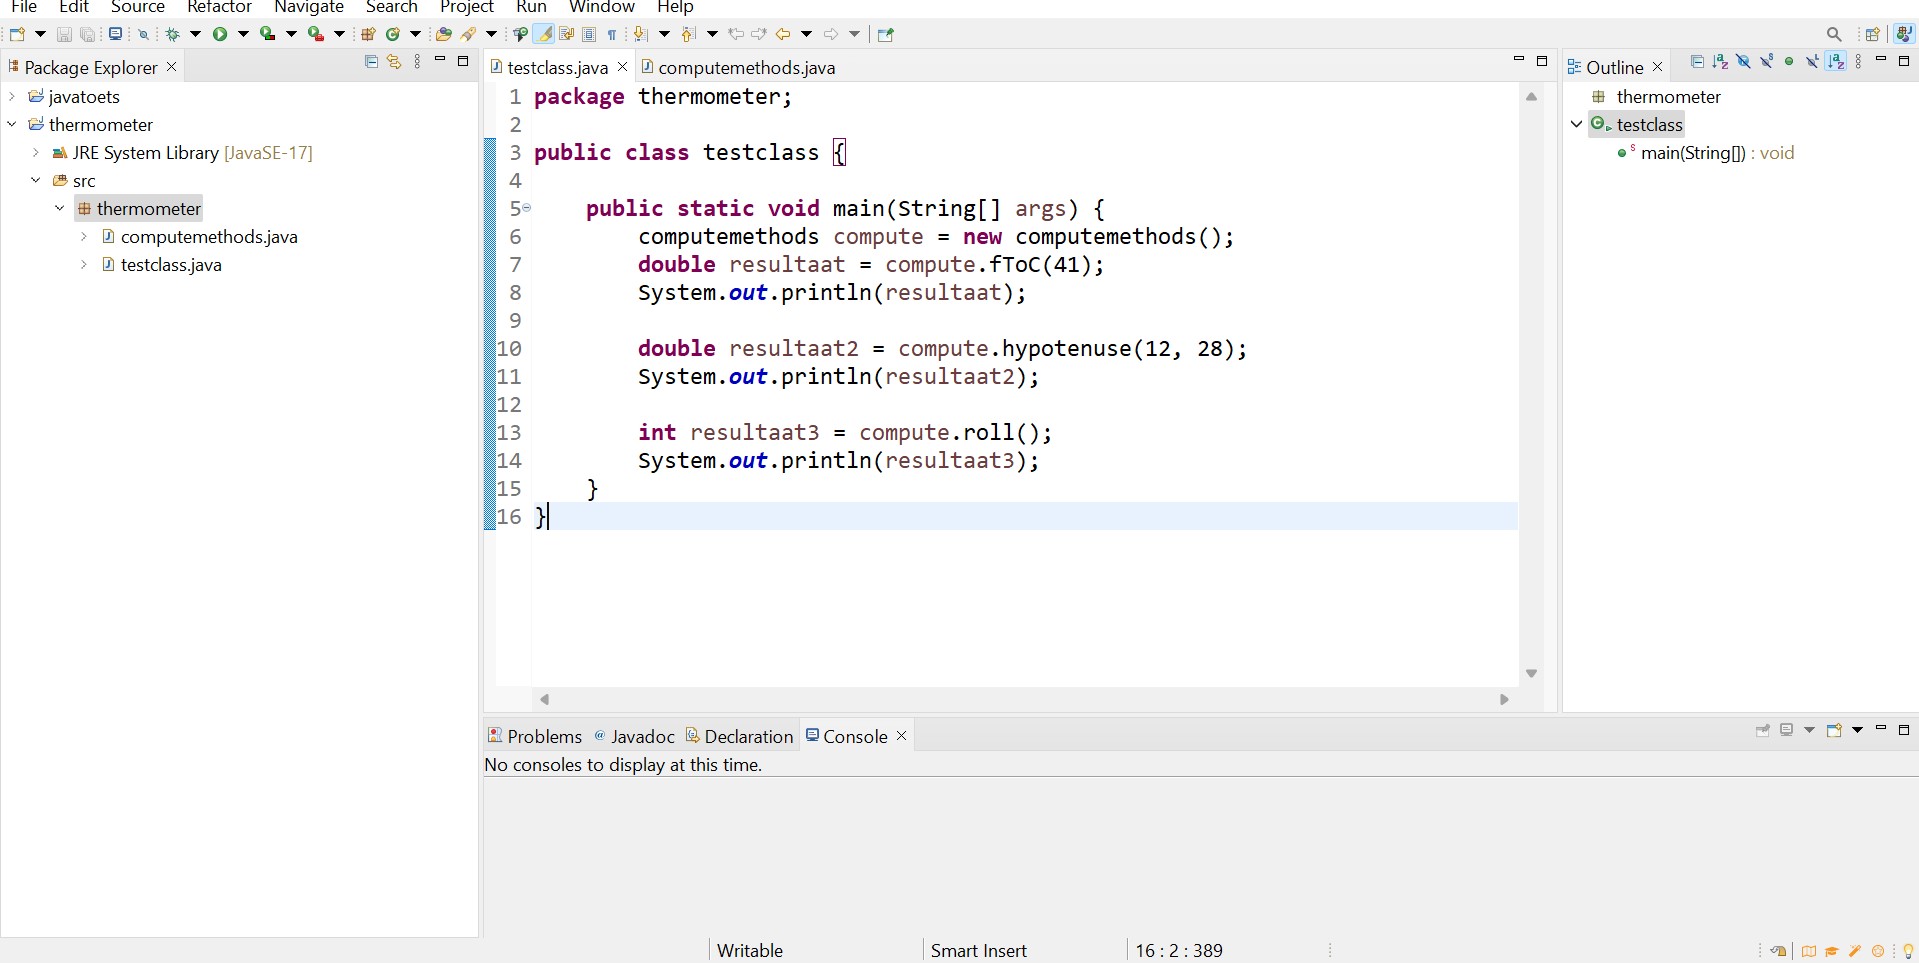 File Edit Source Refactor Navigate Search Project Run Window Help
Package Explorer
javatoets
thermometer
JRE System Library [JavaSE-17]
src
thermometer
computemethods.java
testclass.java
testclass.java computemethods.java
1 package thermometer;
2
3 public class testclass {
4
5 public static void main(String[] args) {
6 computemethods compute = new computemethods();
7 double resultaat = compute.fToC(41);
8 System.out.println(resultaat);
9
10 double resultaat2 = compute.hypotenuse(12, 28);
11 System.out.println(resultaat2);
12
13 int resultaat3 = compute.roll();
14 System.out.println(resultaat3);
15 }
16 }
Outline
thermometer
testclass
main(String[]) : void
Problems @ Javadoc Declaration Console
No consoles to display at this time.
Writable Smart Insert 16 : 2 : 389